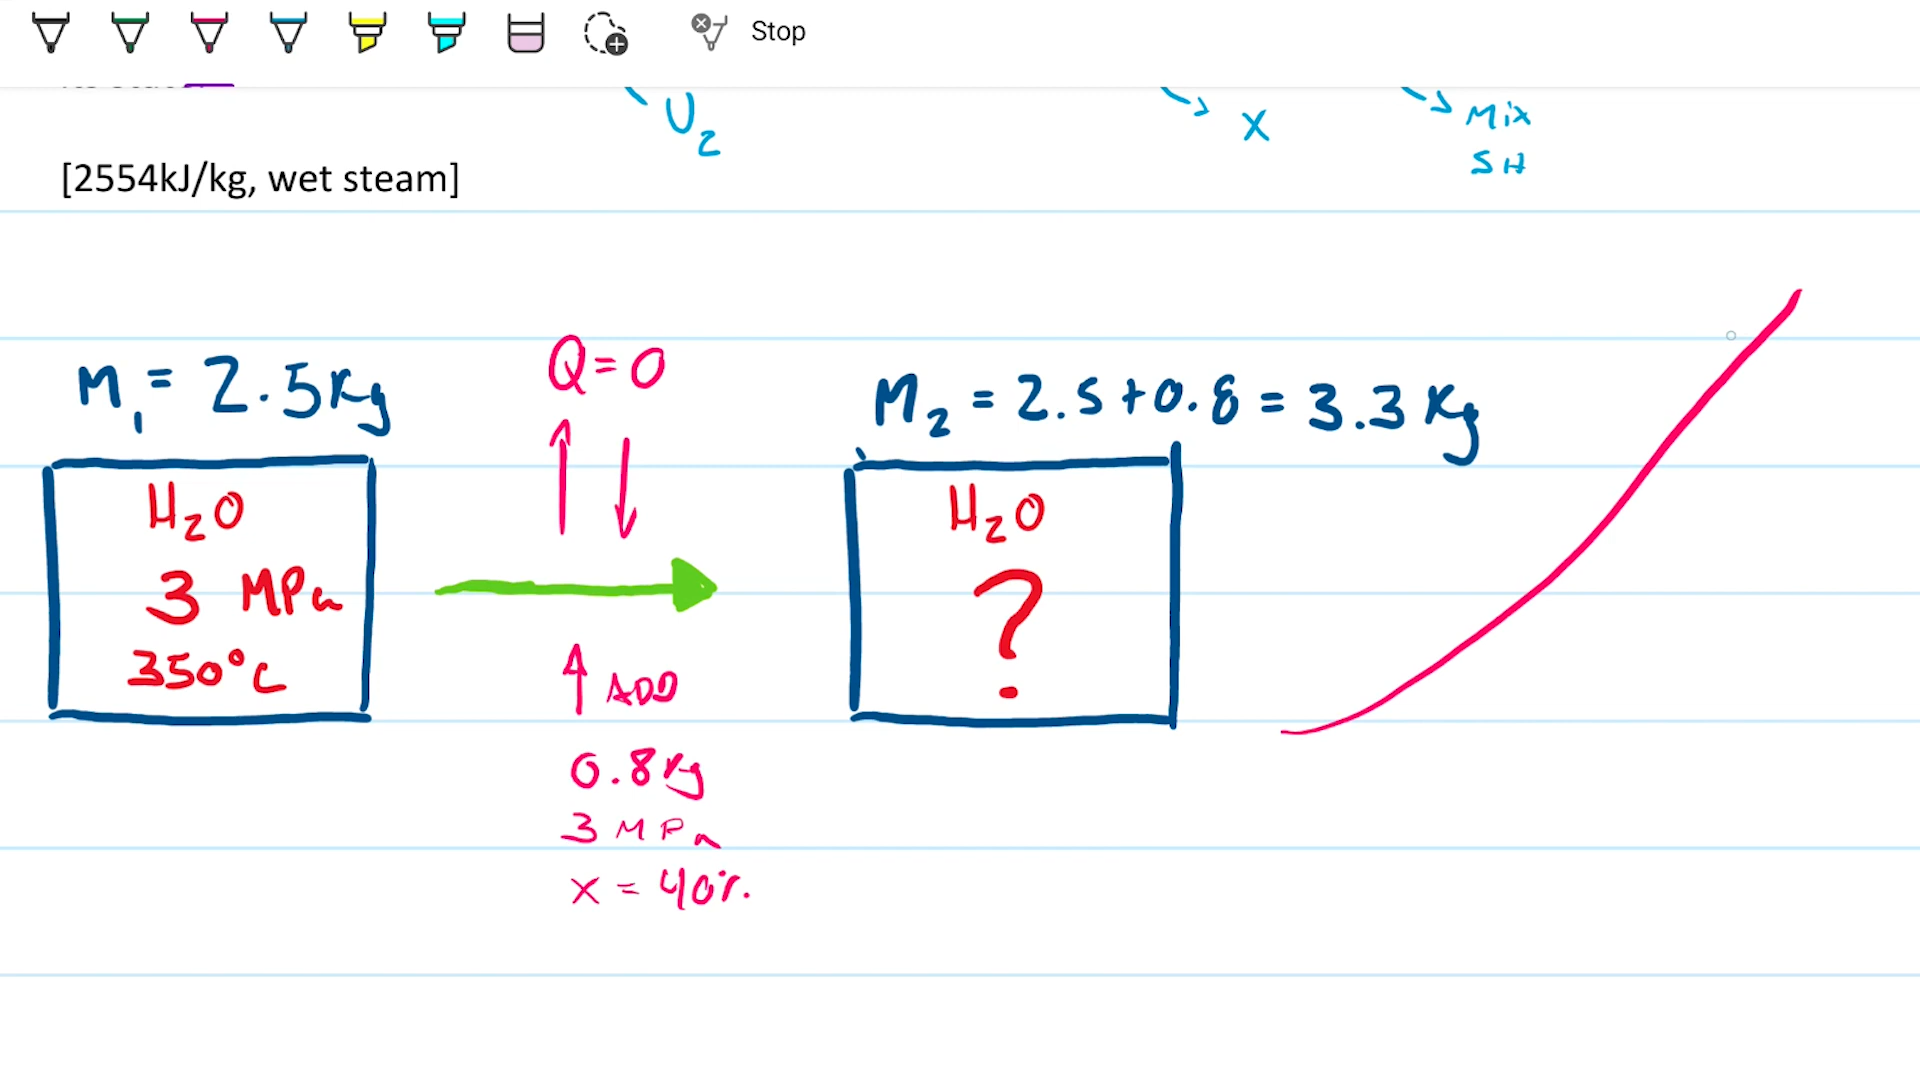 Stop
U2
X
Mix
SH
[2554kJ/kg, wet steam]
M1 = 2.5Kg
Q = 0
M2 = 2.5+0.8 = 3.3 Kg
H2O
3 MPa
350°C
H2O
?
ADD
0.8Kg
3 MPa
x = 40%